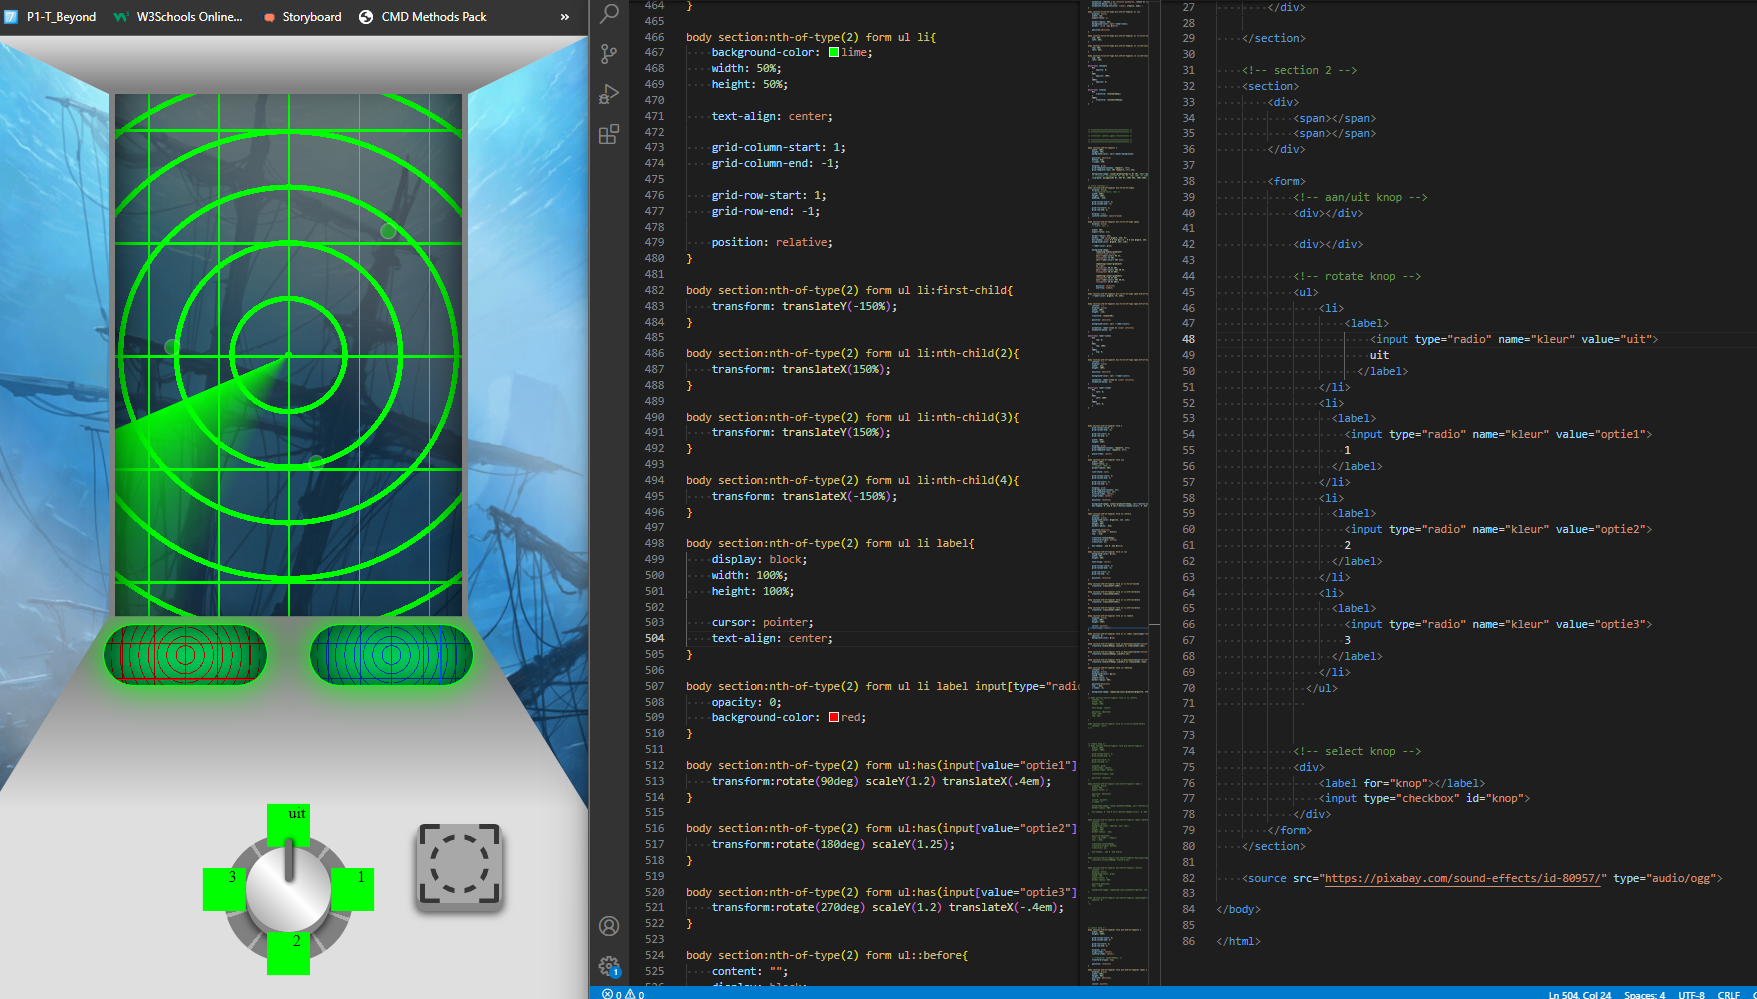 P1-T_Beyond
W3Schools Online...
Storyboard
CMD Methods Pack
»
uit
3
1
2
464 }
465
466 body section:nth-of-type(2) form ul li{
467 background-color: lime;
468 width: 50%;
469 height: 50%;
470
471 text-align: center;
472
473 grid-column-start: 1;
474 grid-column-end: -1;
475
476 grid-row-start: 1;
477 grid-row-end: -1;
478
479 position: relative;
480 }
481
482 body section:nth-of-type(2) form ul li:first-child{
483 transform: translateY(-150%);
484 }
485
486 body section:nth-of-type(2) form ul li:nth-child(2){
487 transform: translateX(150%);
488 }
489
490 body section:nth-of-type(2) form ul li:nth-child(3){
491 transform: translateY(150%);
492 }
493
494 body section:nth-of-type(2) form ul li:nth-child(4){
495 transform: translateX(-150%);
496 }
497
498 body section:nth-of-type(2) form ul li label{
499 display: block;
500 width: 100%;
501 height: 100%;
502
503 cursor: pointer;
504 text-align: center;
505 }
506
507 body section:nth-of-type(2) form ul li label input[type="radio
508 opacity: 0;
509 background-color: red;
510 }
511
512 body section:nth-of-type(2) form ul:has(input[value="optie1"]
513 transform:rotate(90deg) scaleY(1.2) translateX(.4em);
514 }
515
516 body section:nth-of-type(2) form ul:has(input[value="optie2"]
517 transform:rotate(180deg) scaleY(1.25);
518 }
519
520 body section:nth-of-type(2) form ul:has(input[value="optie3"]
521 transform:rotate(270deg) scaleY(1.2) translateX(-.4em);
522 }
523
524 body section:nth-of-type(2) form ul::before{
525 content: "";
27 </div>
28
29 </section>
30
31 <!-- section 2 -->
32 <section>
33 <div>
34 <span></span>
35 <span></span>
36 </div>
37
38 <form>
39 <!-- aan/uit knop -->
40 <div></div>
41
42 <div></div>
43
44 <!-- rotate knop -->
45 <ul>
46 <li>
47 <label>
48 <input type="radio" name="kleur" value="uit">
49 uit
50 </label>
51 </li>
52 <li>
53 <label>
54 <input type="radio" name="kleur" value="optie1">
55 1
56 </label>
57 </li>
58 <li>
59 <label>
60 <input type="radio" name="kleur" value="optie2">
61 2
62 </label>
63 </li>
64 <li>
65 <label>
66 <input type="radio" name="kleur" value="optie3">
67 3
68 </label>
69 </li>
70 </ul>
71
72
73
74 <!-- select knop -->
75 <div>
76 <label for="knop"></label>
77 <input type="checkbox" id="knop">
78 </div>
79 </form>
80 </section>
81
82 <source src="https://pixabay.com/sound-effects/id-80957/" type="audio/ogg">
83
84 </body>
85
86 </html>
1
0 0
Ln 504, Col 24 Spaces: 4 UTF-8 CRLF